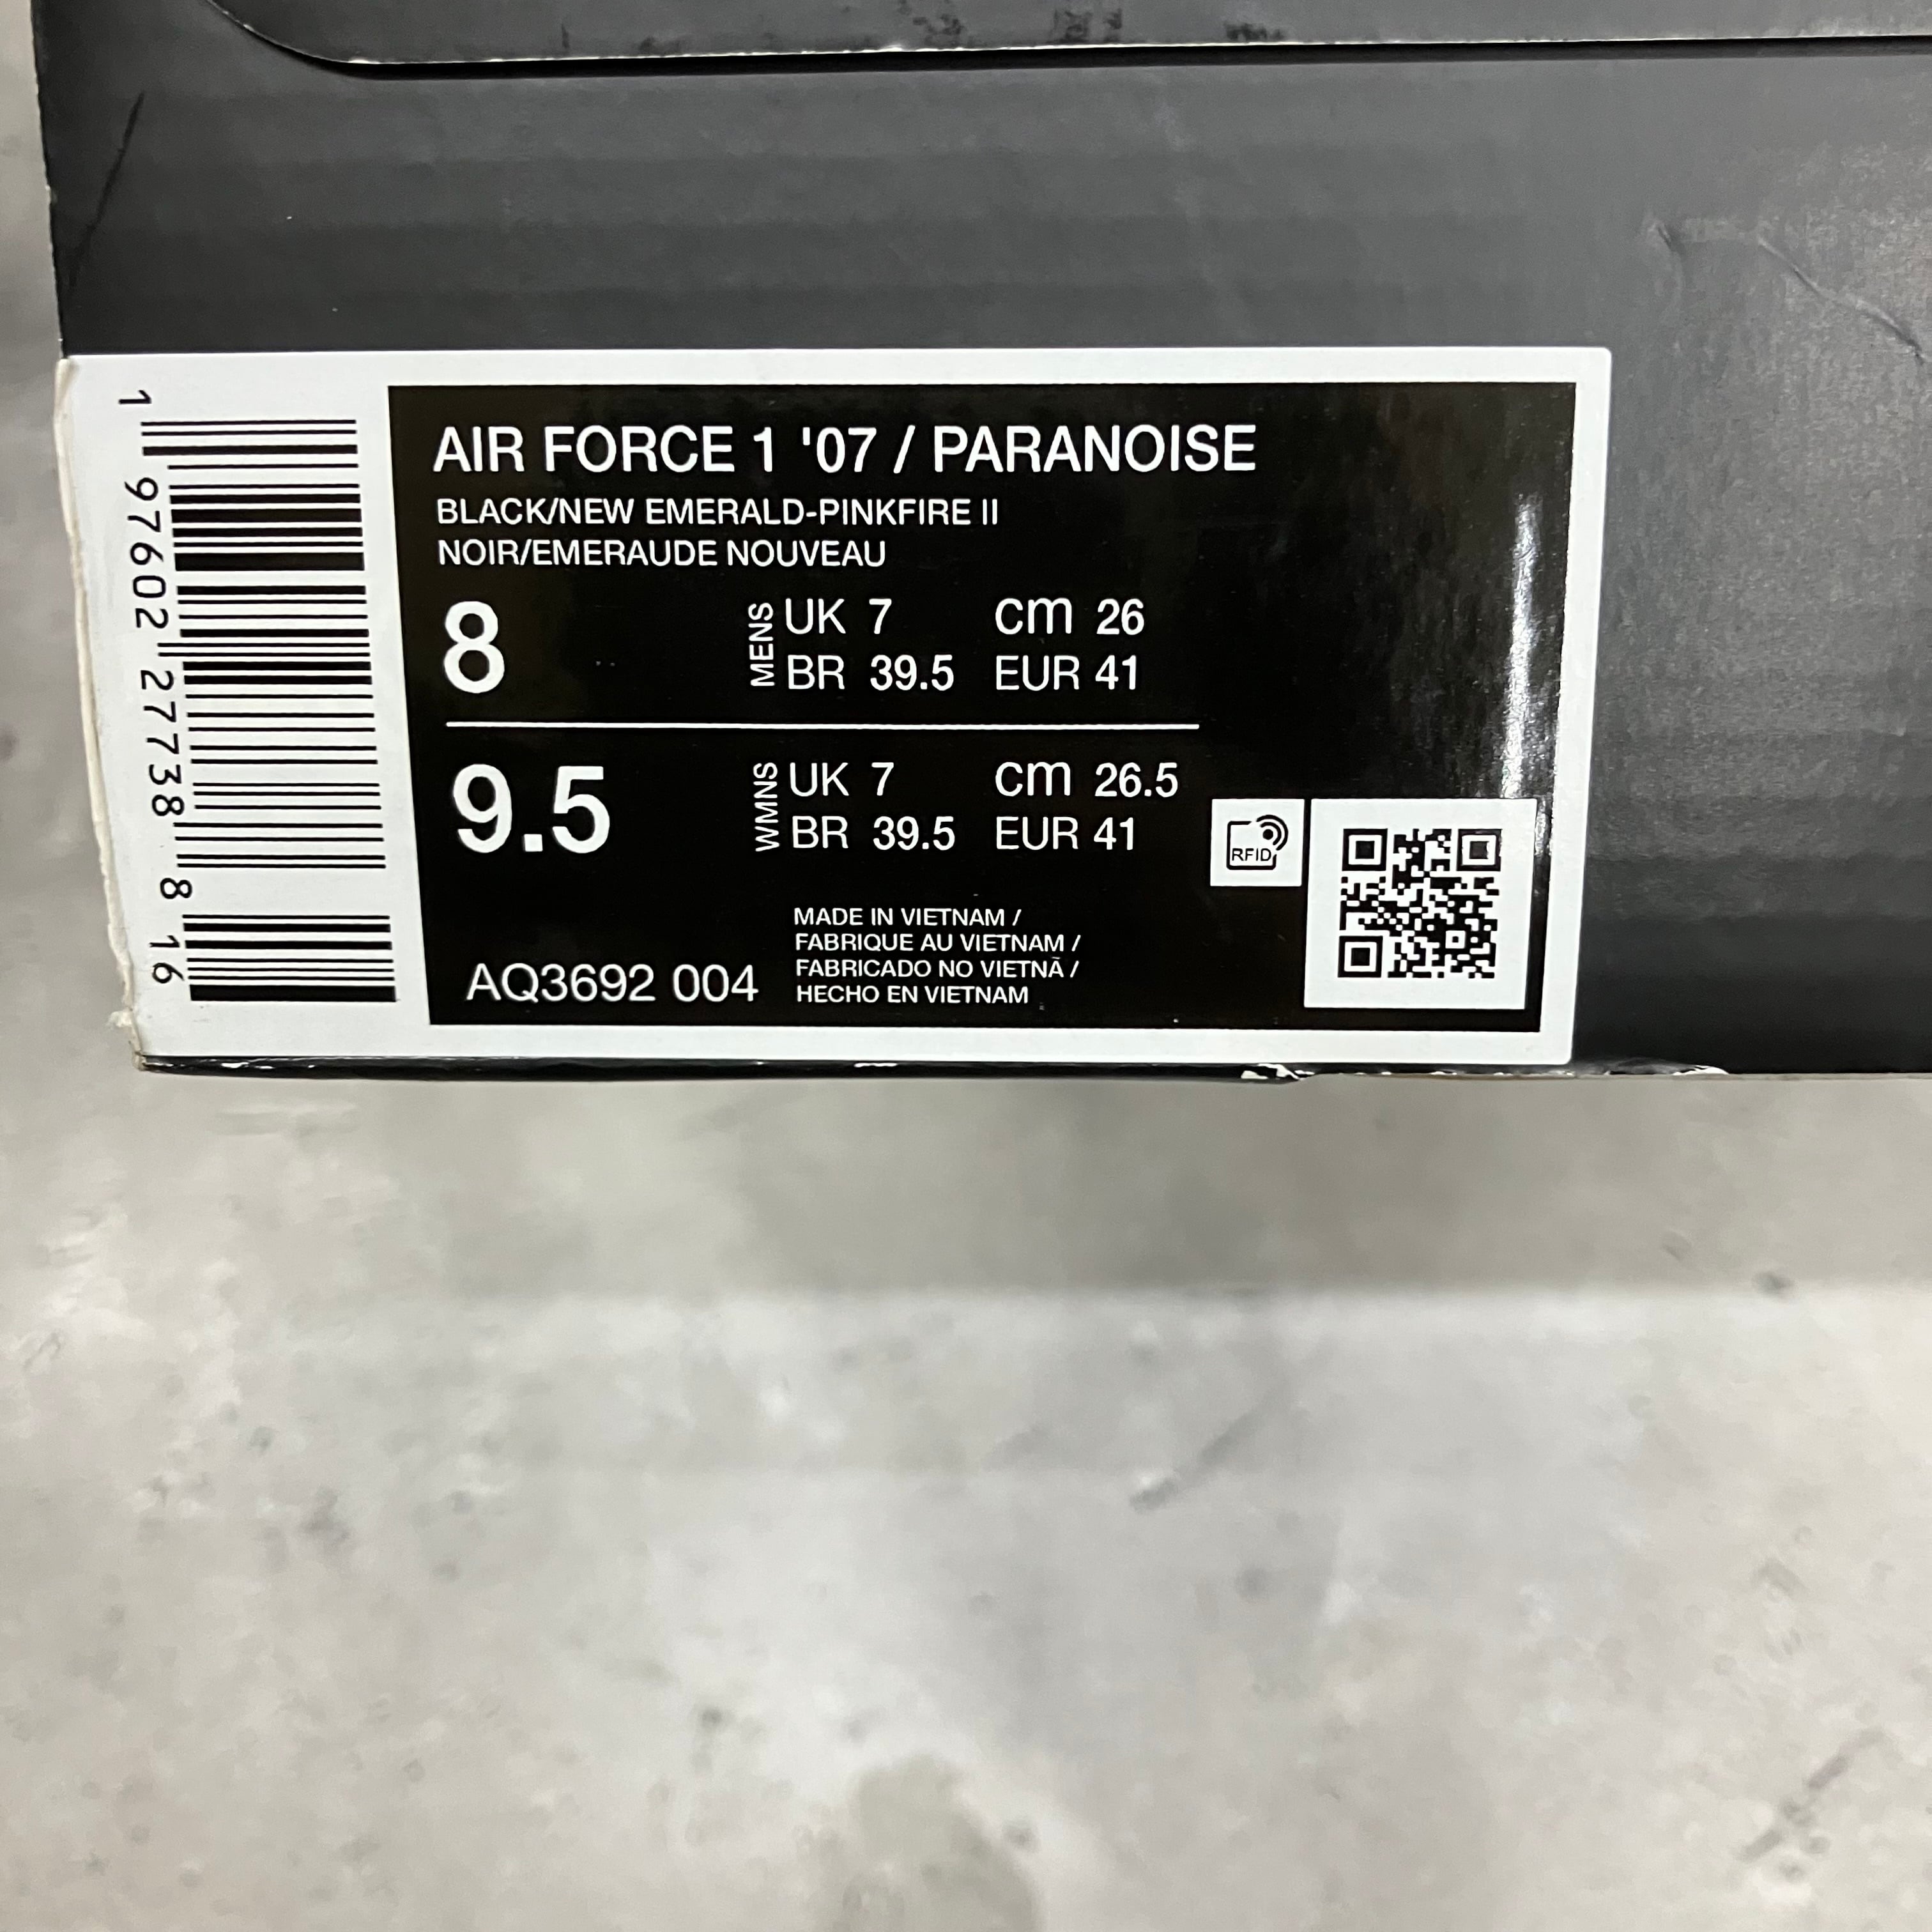 AIR FORCE 1 '07 / PARANOISE
BLACK/NEW EMERALD-PINKFIRE II
NOIR/EMERAUDE NOUVEAU
8
MENS
UK 7 cm 26
BR 39.5 EUR 41
9.5
WMNS
UK 7 cm 26.5
BR 39.5 EUR 41
RFID
MADE IN VIETNAM /
FABRIQUE AU VIETNAM /
FABRICADO NO VIETNÃ /
HECHO EN VIETNAM
AQ3692 004
1 97602 27738 8 16